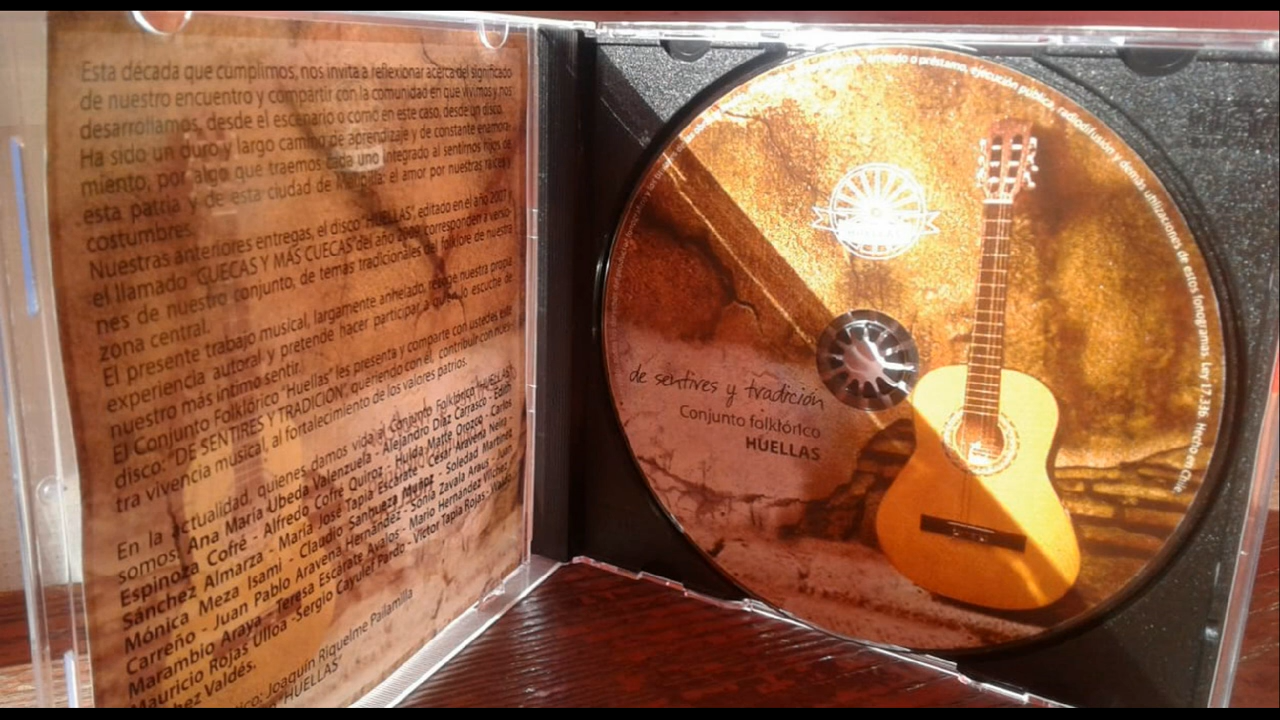 Esta década que cumplimos, nos invita a reflexionar acerca del significado
de nuestro encuentro y compartir con la comunidad en que vivimos y nos
desarrollamos, desde el escenario o como en este caso, desde un disco.
Ha sido un duro y largo camino de aprendizaje y de constante enamora-
miento, por algo que traemos cada uno integrado al sentirnos hijos de
esta patria y de esta ciudad de Melipilla: el amor por nuestras raíces y
costumbres.
Nuestras anteriores entregas, el disco "HUELLAS", editado en el año 2007 y
el llamado "CUECAS Y MÁS CUECAS" del año 2009 corresponden a versio-
nes de nuestro conjunto, de temas tradicionales del folklore de nuestra
zona central.
El presente trabajo musical, largamente anhelado, recoge nuestra propia
experiencia autoral y pretende hacer participar a quien lo escuche de
nuestro más íntimo sentir.
El Conjunto Folklórico "Huellas" les presenta y comparte con ustedes este
disco: "DE SENTIRES Y TRADICION", queriendo con él, contribuir con nues-
tra vivencia musical, al fortalecimiento de los valores patrios.
En la actualidad, quienes damos vida al Conjunto Folklórico "HUELLAS"
somos: Ana María Ubeda Valenzuela - Alejandro Díaz Carrasco - Edith
Espinoza Cofré - Alfredo Cofré Quiroz - Hulda Matte Orozco - Carlos
Sánchez Almarza - María José Tapia Escárate - César Aravena Neira -
Mónica Meza Isamí - Claudio Sanhueza Muñoz - Soledad Martínez
Carreño - Juan Pablo Aravena Hernández - Sonia Zavala Araus - Juan
Marambio Araya - Teresa Escárate Avalos - Mario Hernández Vilches -
Mauricio Rojas Ulloa - Sergio Cayulef Pardo - Víctor Tapia Rojas - Waldo
chez Valdés.
Joaquín Riquelme Pailamilla
"HUELLAS"
o préstamo, ejecución pública, radiodifusión y demás utilizaciones de estos fonogramas. Ley 17.336. Hecho en Chile
de sentires y tradición
Conjunto folklórico
HUELLAS